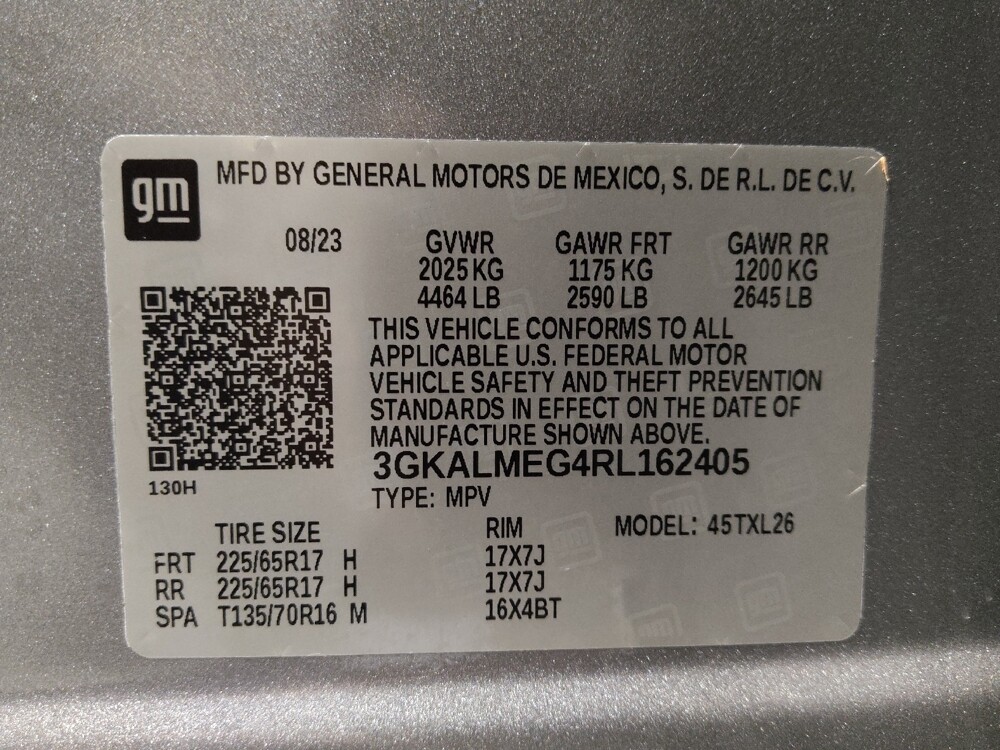 gm
MFD BY GENERAL MOTORS DE MEXICO, S. DE R.L. DE C.V.
08/23 GVWR GAWR FRT GAWR RR
2025 KG 1175 KG 1200 KG
4464 LB 2590 LB 2645 LB
THIS VEHICLE CONFORMS TO ALL
APPLICABLE U.S. FEDERAL MOTOR
VEHICLE SAFETY AND THEFT PREVENTION
STANDARDS IN EFFECT ON THE DATE OF
MANUFACTURE SHOWN ABOVE.
3GKALMEG4RL162405
130H
TYPE: MPV
TIRE SIZE RIM MODEL: 45TXL26
FRT 225/65R17 H 17X7J
RR 225/65R17 H 17X7J
SPA T135/70R16 M 16X4BT